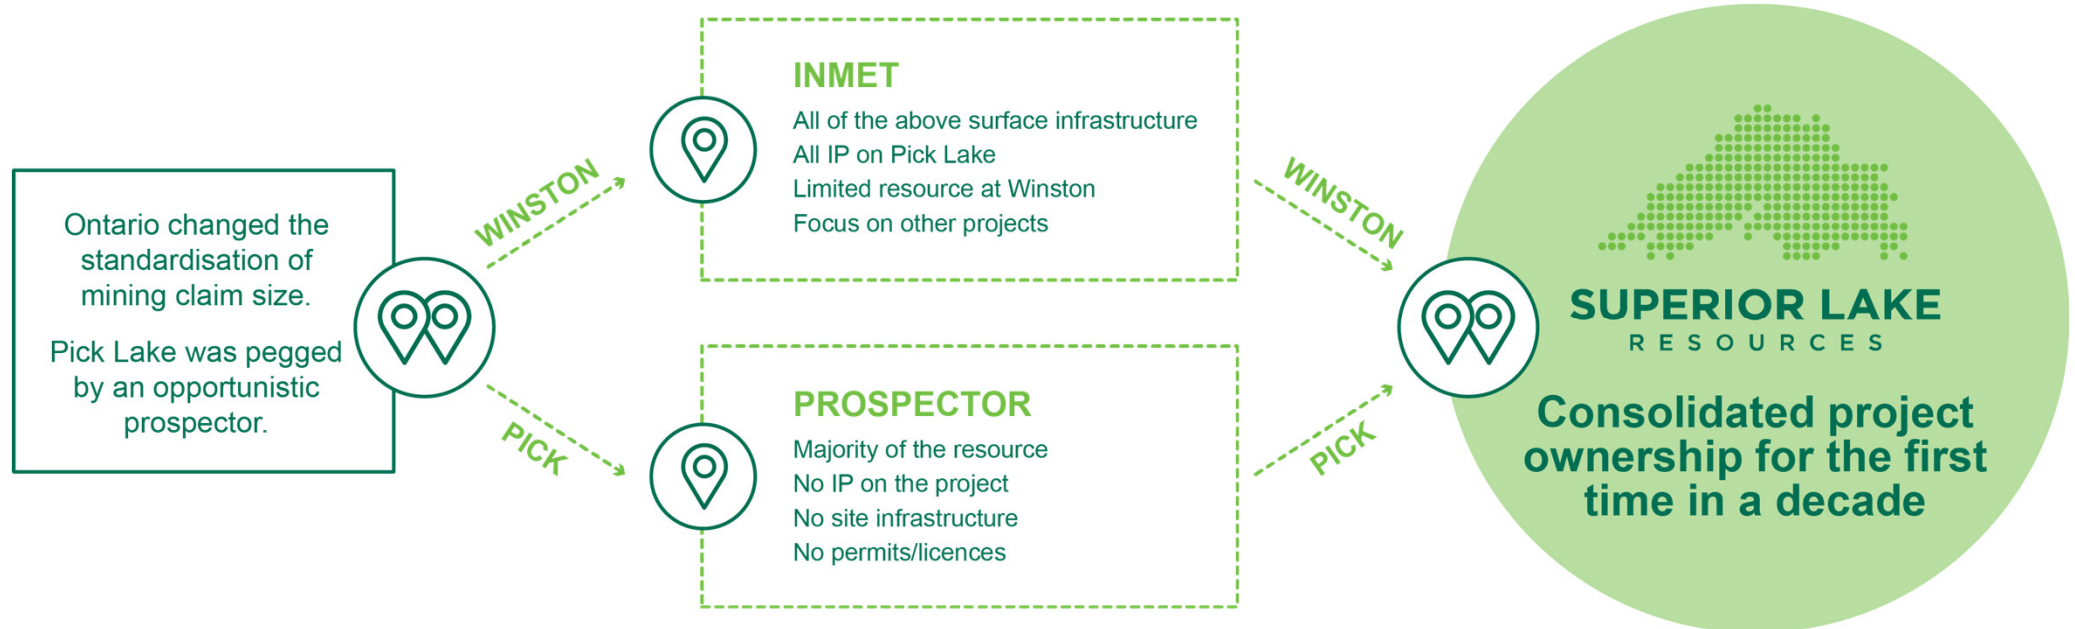 Ontario changed the
standardisation of
mining claim size.
Pick Lake was pegged
by an opportunistic
prospector.
WINSTON
PICK
INMET
All of the above surface infrastructure
All IP on Pick Lake
Limited resource at Winston
Focus on other projects
PROSPECTOR
Majority of the resource
No IP on the project
No site infrastructure
No permits/licences
WINSTON
PICK
SUPERIOR LAKE
RESOURCES
Consolidated project
ownership for the first
time in a decade